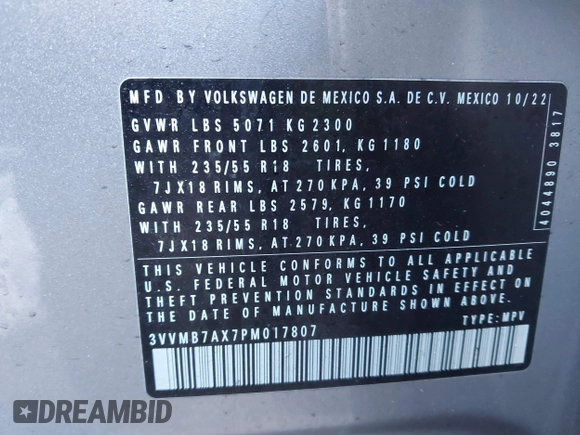 MFD BY VOLKSWAGEN DE MEXICO S.A. DE C.V. MEXICO 10/22
GVWR LBS 5071 KG 2300
GAWR FRONT LBS 2601, KG 1180
WITH 235/55 R18 TIRES,
7JX18 RIMS, AT 270 KPA, 39 PSI COLD
GAWR REAR LBS 2579, KG 1170
WITH 235/55 R18 TIRES,
7JX18 RIMS, AT 270 KPA, 39 PSI COLD
THIS VEHICLE CONFORMS TO ALL APPLICABLE
U.S. FEDERAL MOTOR VEHICLE SAFETY AND
THEFT PREVENTION STANDARDS IN EFFECT ON
THE DATE OF MANUFACTURE SHOWN ABOVE.
3VVMB7AX7PM017807 TYPE: MPV
4044890 3817
DREAMBID